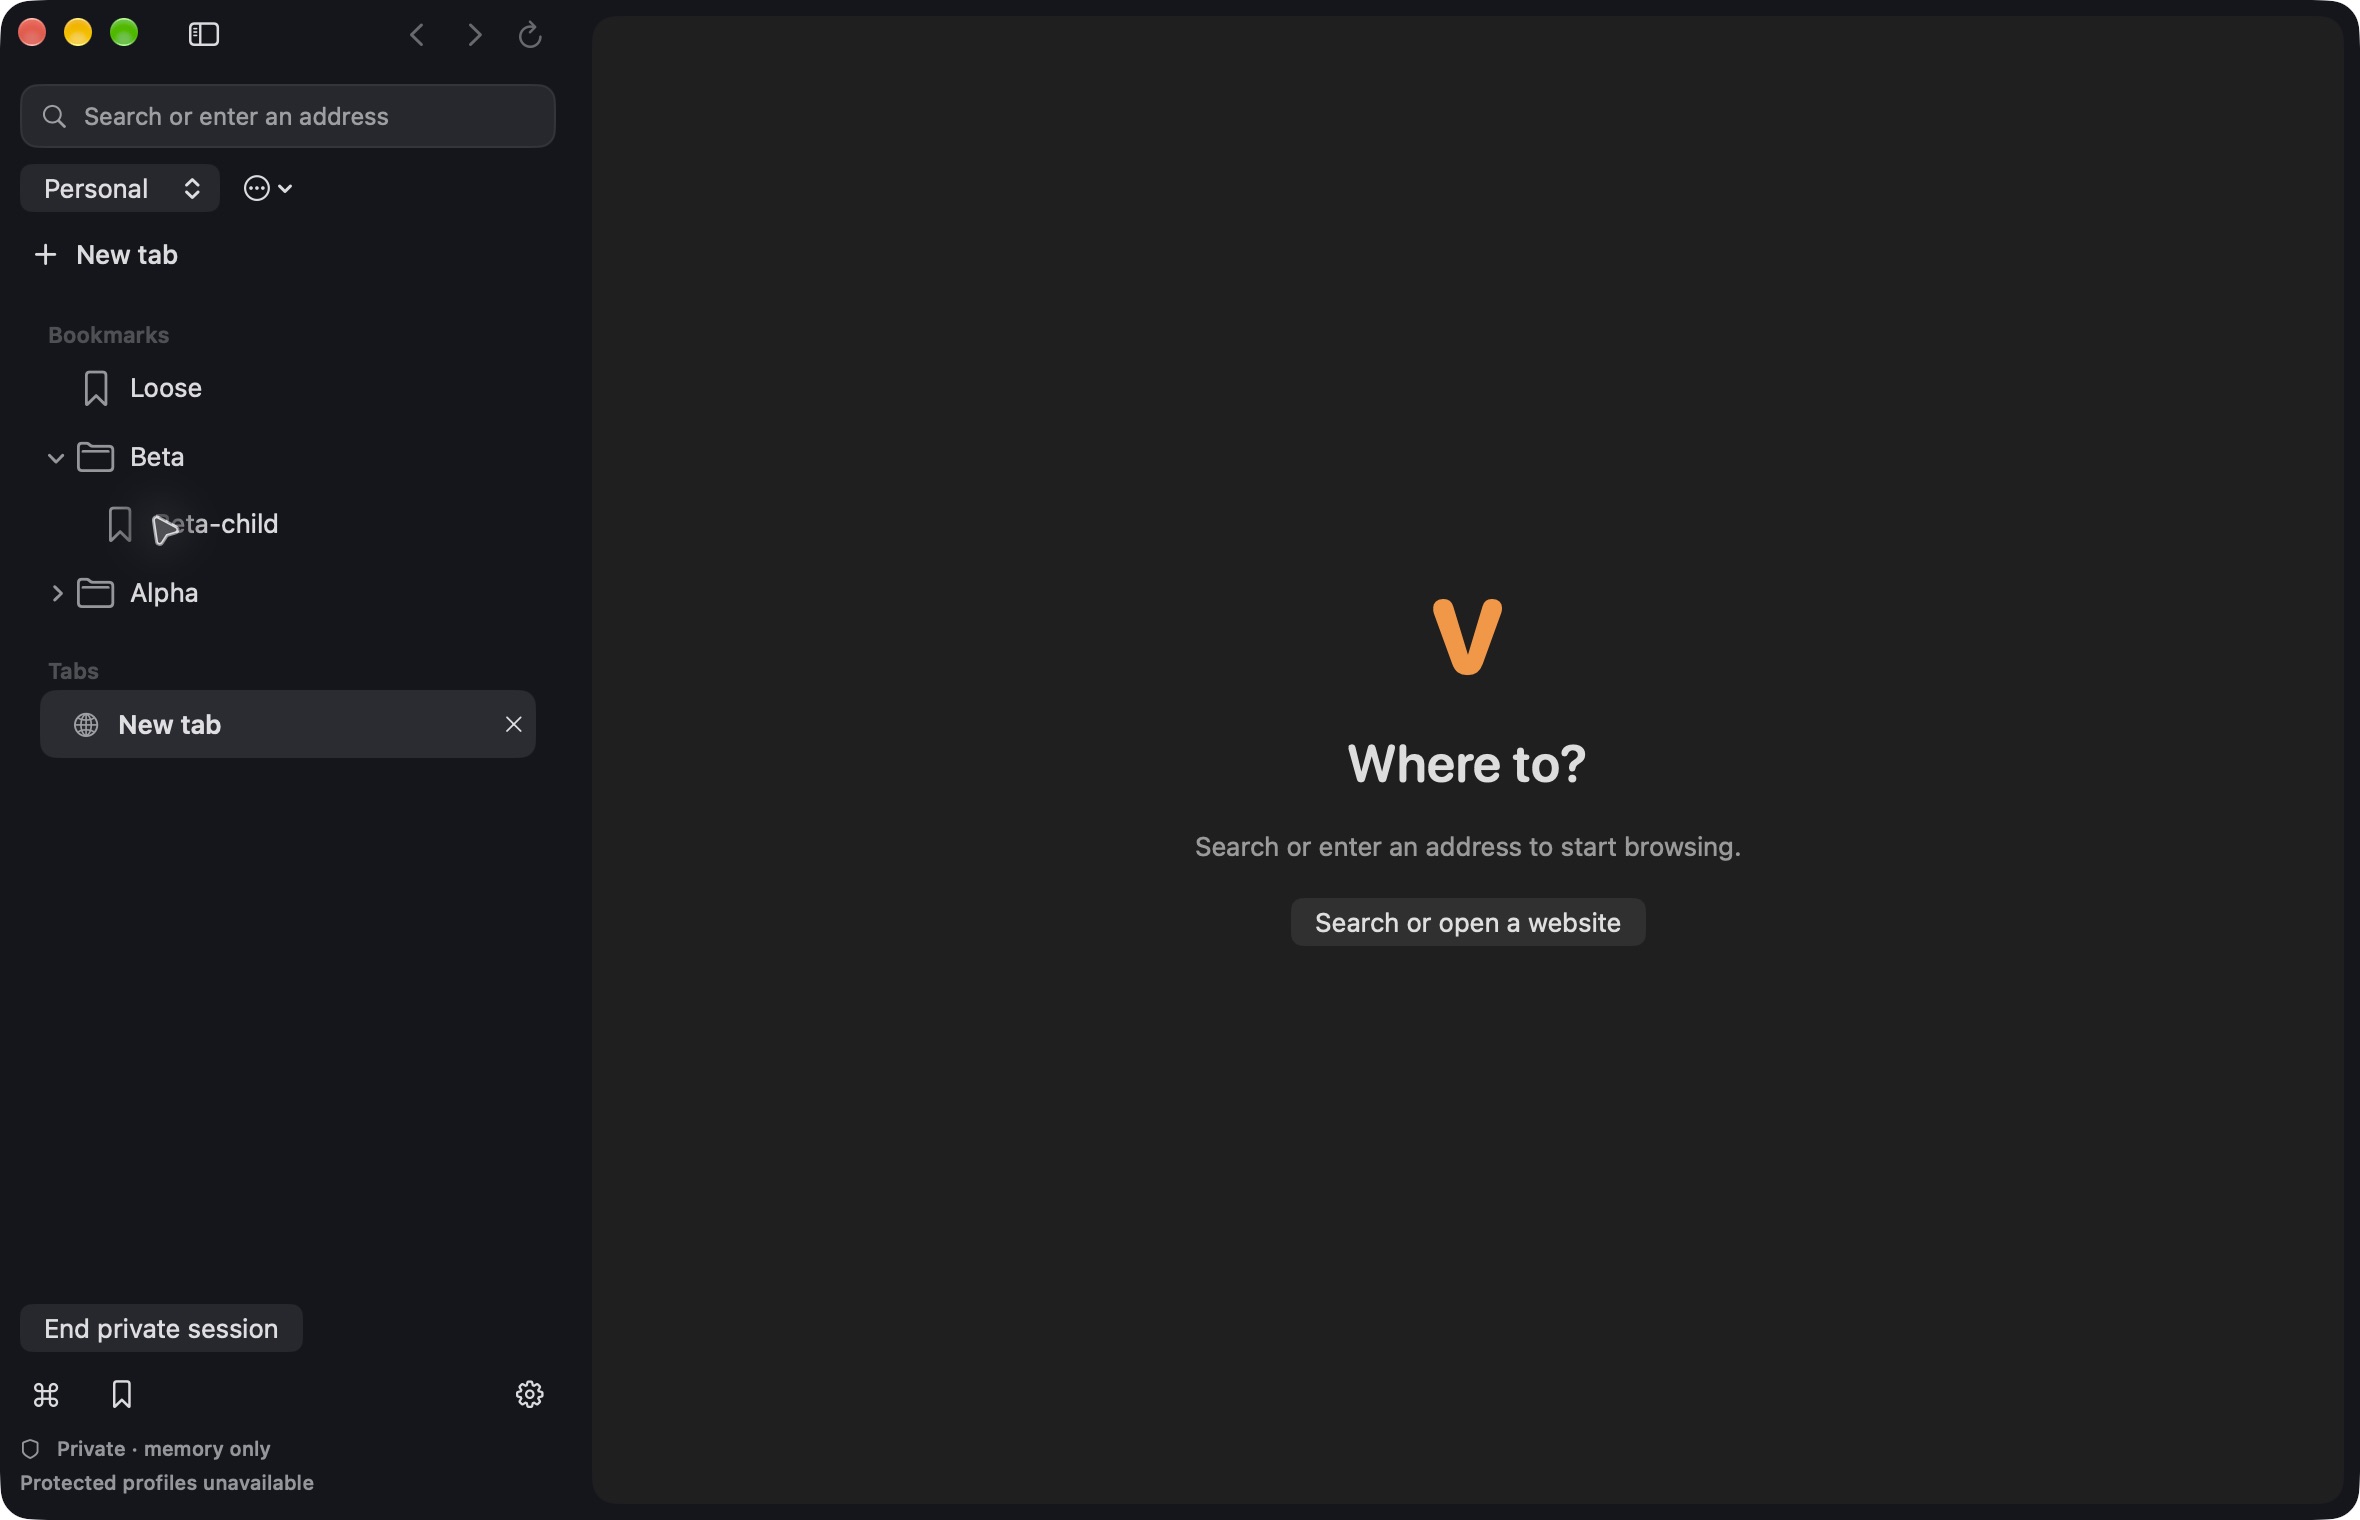 Search or enter an address
Personal
New tab
Bookmarks
Loose
Beta
Beta-child
Alpha
Tabs
New tab
V
Where to?
Search or enter an address to start browsing.
Search or open a website
End private session
Private · memory only
Protected profiles unavailable